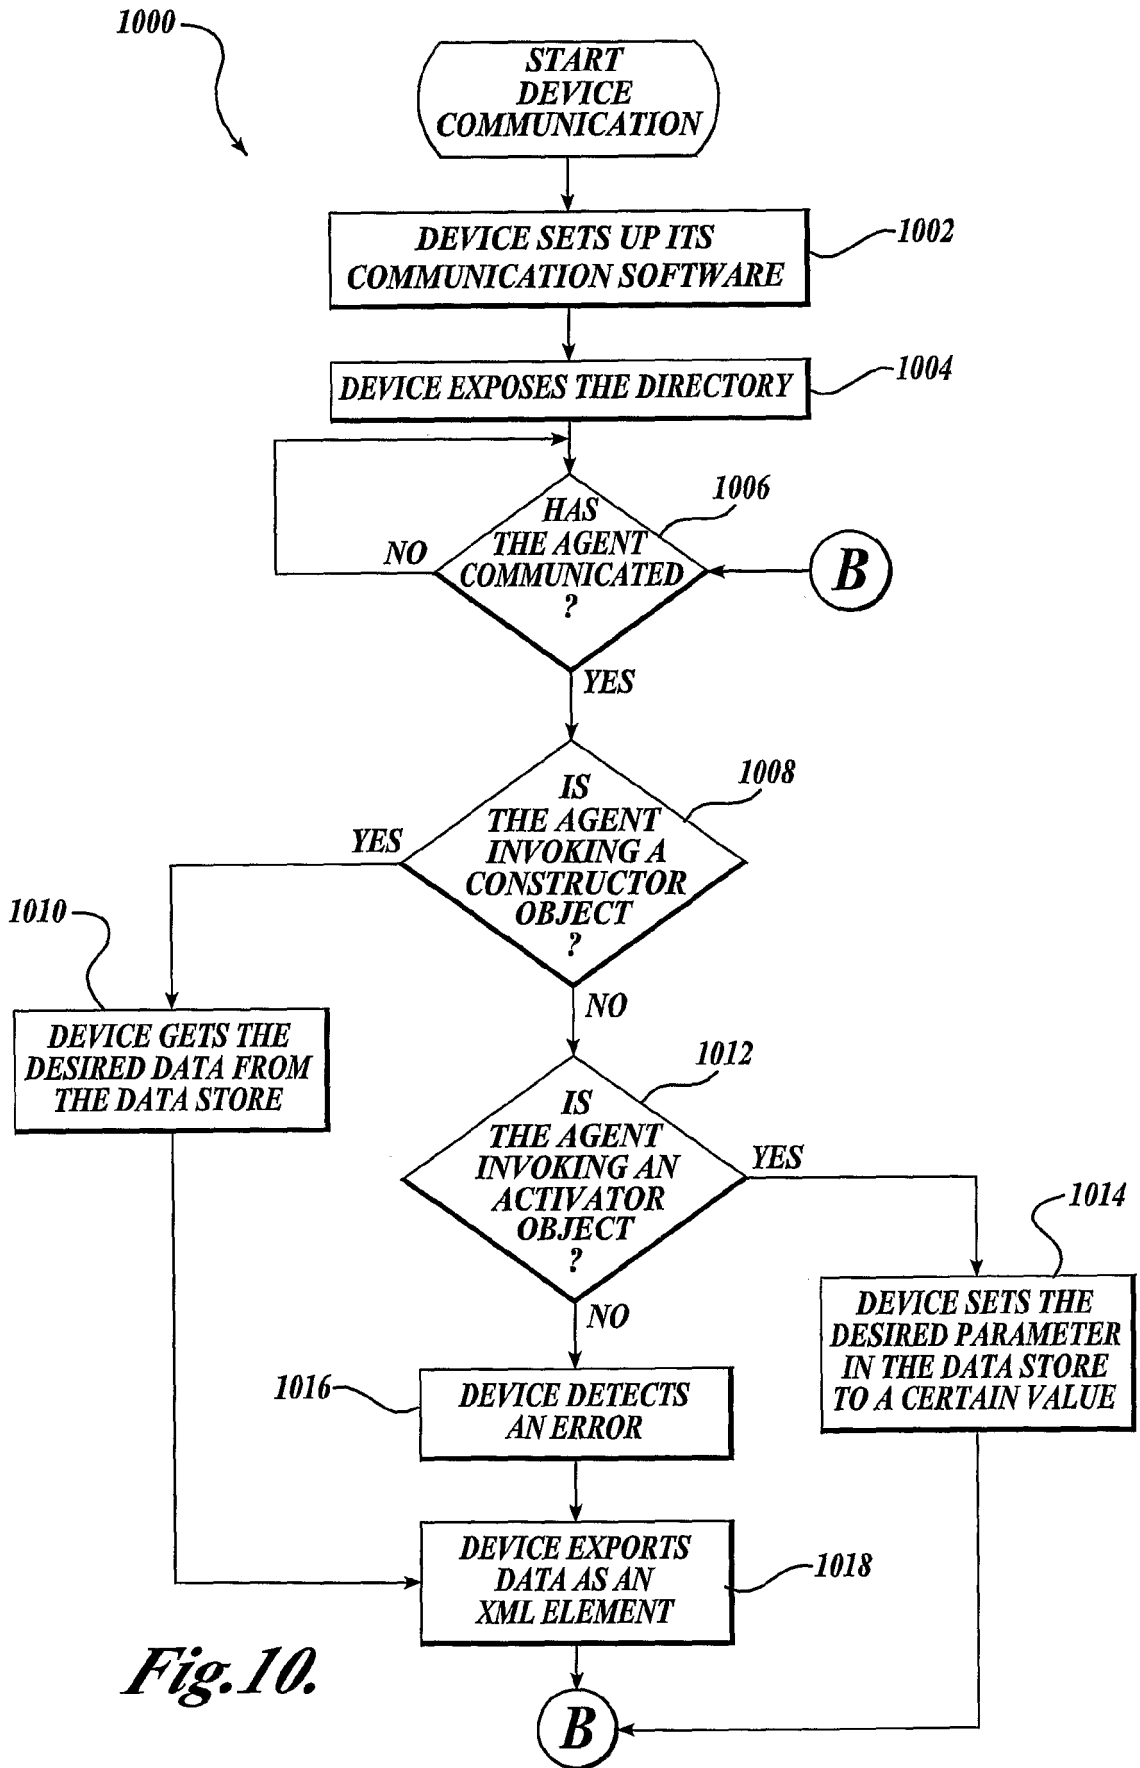 1000
START
DEVICE
COMMUNICATION
DEVICE SETS UP ITS
COMMUNICATION SOFTWARE
1002
DEVICE EXPOSES THE DIRECTORY
1004
HAS
THE AGENT
COMMUNICATED
?
1006
NO
B
YES
IS
THE AGENT
INVOKING A
CONSTRUCTOR
OBJECT
?
1008
YES
1010
DEVICE GETS THE
DESIRED DATA FROM
THE DATA STORE
NO
IS
THE AGENT
INVOKING AN
ACTIVATOR
OBJECT
?
1012
YES
1014
DEVICE SETS THE
DESIRED PARAMETER
IN THE DATA STORE
TO A CERTAIN VALUE
NO
1016
DEVICE DETECTS
AN ERROR
DEVICE EXPORTS
DATA AS AN
XML ELEMENT
1018
Fig.10.
B